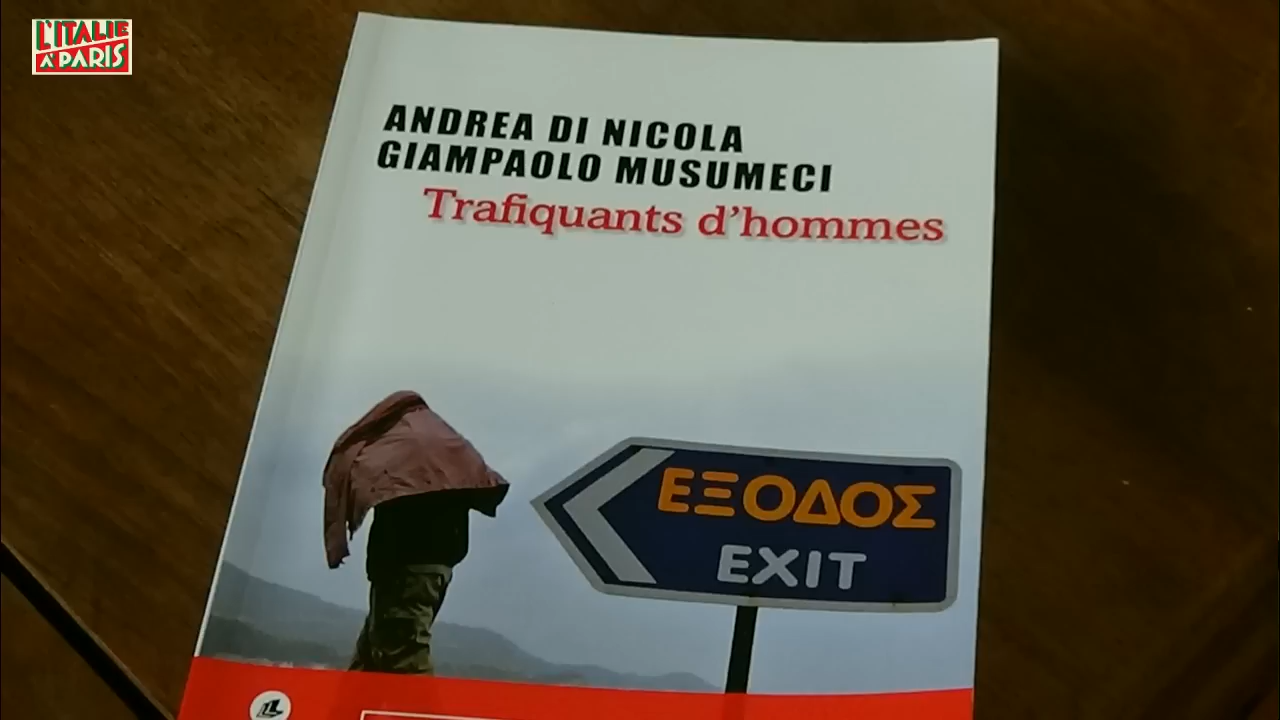 L'ITALIE
À PARIS
ANDREA DI NICOLA
GIAMPAOLO MUSUMECI
Trafiquants d'hommes
ΕΞΟΔΟΣ
EXIT